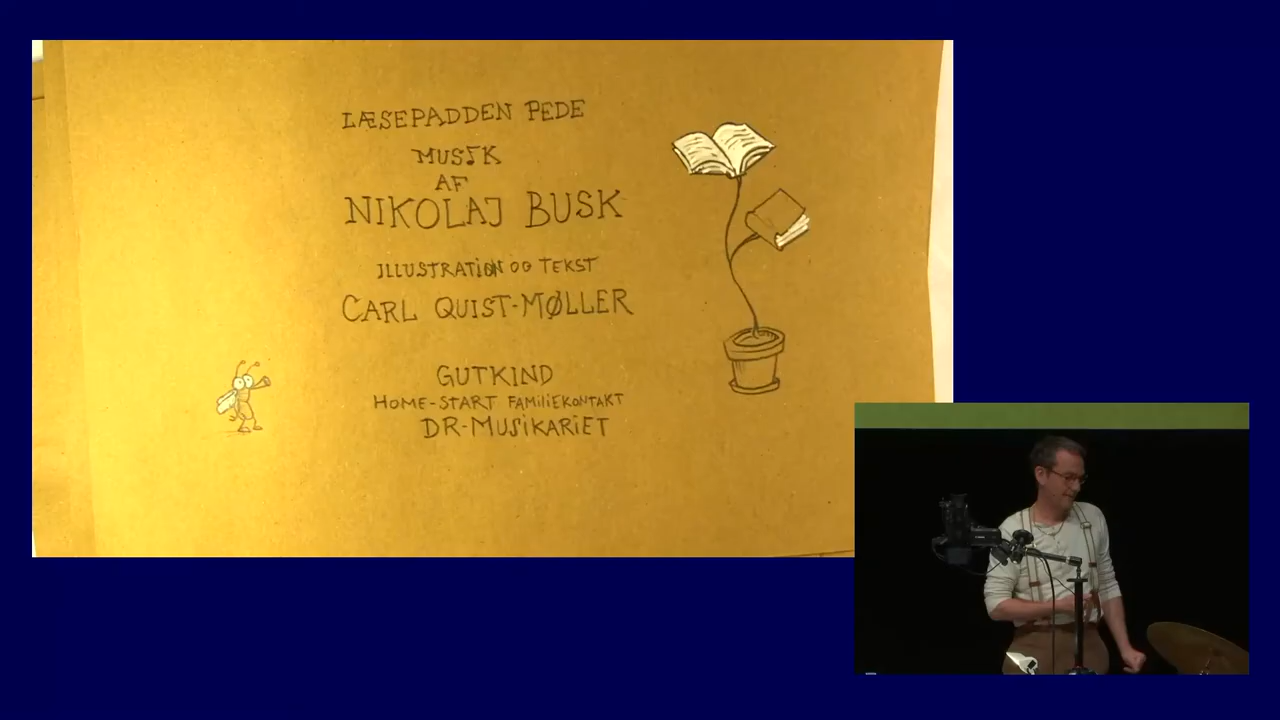 LÆSEPADDEN PEDE
MUSIK
AF
NIKOLAJ BUSK
ILLUSTRATION OG TEKST
CARL QUIST-MØLLER
GUTKIND
HOME-START FAMILIEKONTAKT
DR-MUSIKARIET